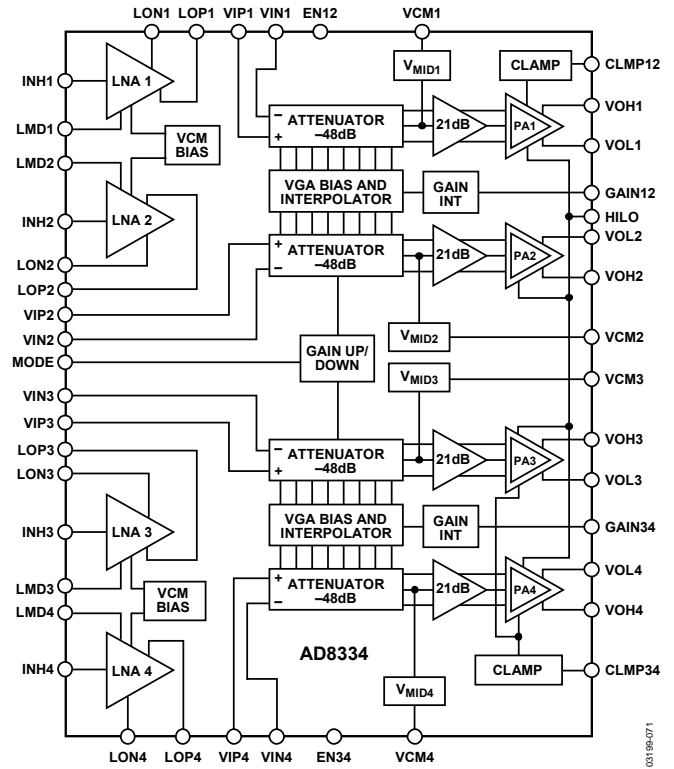 LON1 LOP1 VIP1 VIN1 EN12 VCM1
INH1
LNA 1
VMID1
CLAMP
CLMP12
LMD1
VCM
BIAS
–
+
ATTENUATOR
–48dB
21dB
PA1
VOH1
VOL1
LMD2
VGA BIAS AND
INTERPOLATOR
GAIN
INT
GAIN12
HILO
INH2
LNA 2
+
–
ATTENUATOR
–48dB
21dB
PA2
VOL2
VOH2
LON2
LOP2
VIP2
VIN2
VMID2
VCM2
MODE
GAIN UP/
DOWN
VMID3
VCM3
VIN3
VIP3
LOP3
LON3
–
+
ATTENUATOR
–48dB
21dB
PA3
VOH3
VOL3
INH3
LNA 3
VGA BIAS AND
INTERPOLATOR
GAIN
INT
GAIN34
LMD3
LMD4
VCM
BIAS
+
–
ATTENUATOR
–48dB
21dB
PA4
VOL4
VOH4
INH4
LNA 4
AD8334
CLAMP
CLMP34
VMID4
LON4 LOP4 VIP4 VIN4 EN34 VCM4
03199-071